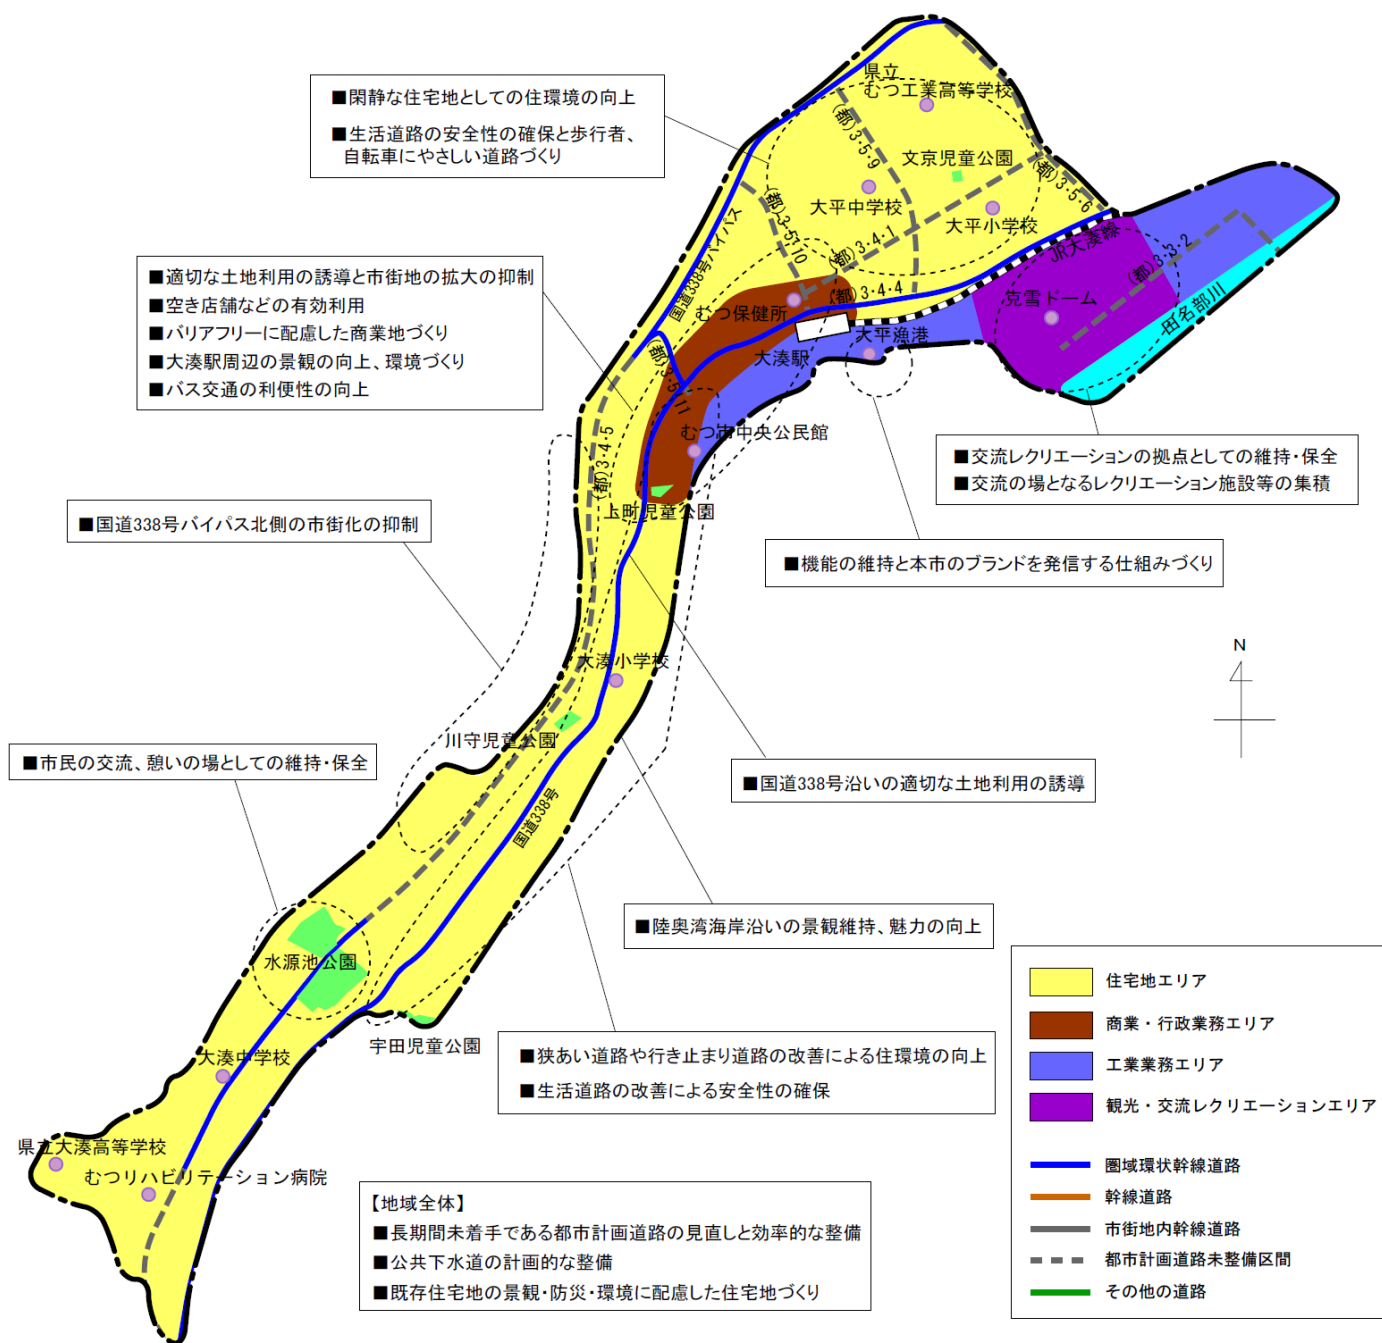 ■閑静な住宅地としての住環境の向上
■生活道路の安全性の確保と歩行者、
自転車にやさしい道路づくり
県立
むつ工業高等学校
(都)3・5・9
文京児童公園
(都)3・5・6
大平中学校
大平小学校
(都)3・5・10
(都)3・4・1
国道338号バイパス
JR大湊線
(都)3・3・2
■適切な土地利用の誘導と市街地の拡大の抑制
■空き店舗などの有効利用
■バリアフリーに配慮した商業地づくり
■大湊駅周辺の景観の向上、環境づくり
■バス交通の利便性の向上
(都)3・4・4
むつ保健所
克雪ドーム
田名部川
大平漁港
大湊駅
(都)3・5・11
むつ市中央公民館
(都)3・4・5
■交流レクリエーションの拠点としての維持・保全
■交流の場となるレクリエーション施設等の集積
上町児童公園
■国道338号バイパス北側の市街化の抑制
■機能の維持と本市のブランドを発信する仕組みづくり
大湊小学校
N
川守児童公園
■市民の交流、憩いの場としての維持・保全
■国道338号沿いの適切な土地利用の誘導
国道338号
■陸奥湾海岸沿いの景観維持、魅力の向上
水源池公園
宇田児童公園
■狭あい道路や行き止まり道路の改善による住環境の向上
■生活道路の改善による安全性の確保
大湊中学校
県立大湊高等学校
むつリハビリテーション病院
【地域全体】
■長期間未着手である都市計画道路の見直しと効率的な整備
■公共下水道の計画的な整備
■既存住宅地の景観・防災・環境に配慮した住宅地づくり
住宅地エリア
商業・行政業務エリア
工業業務エリア
観光・交流レクリエーションエリア
圏域環状幹線道路
幹線道路
市街地内幹線道路
都市計画道路未整備区間
その他の道路